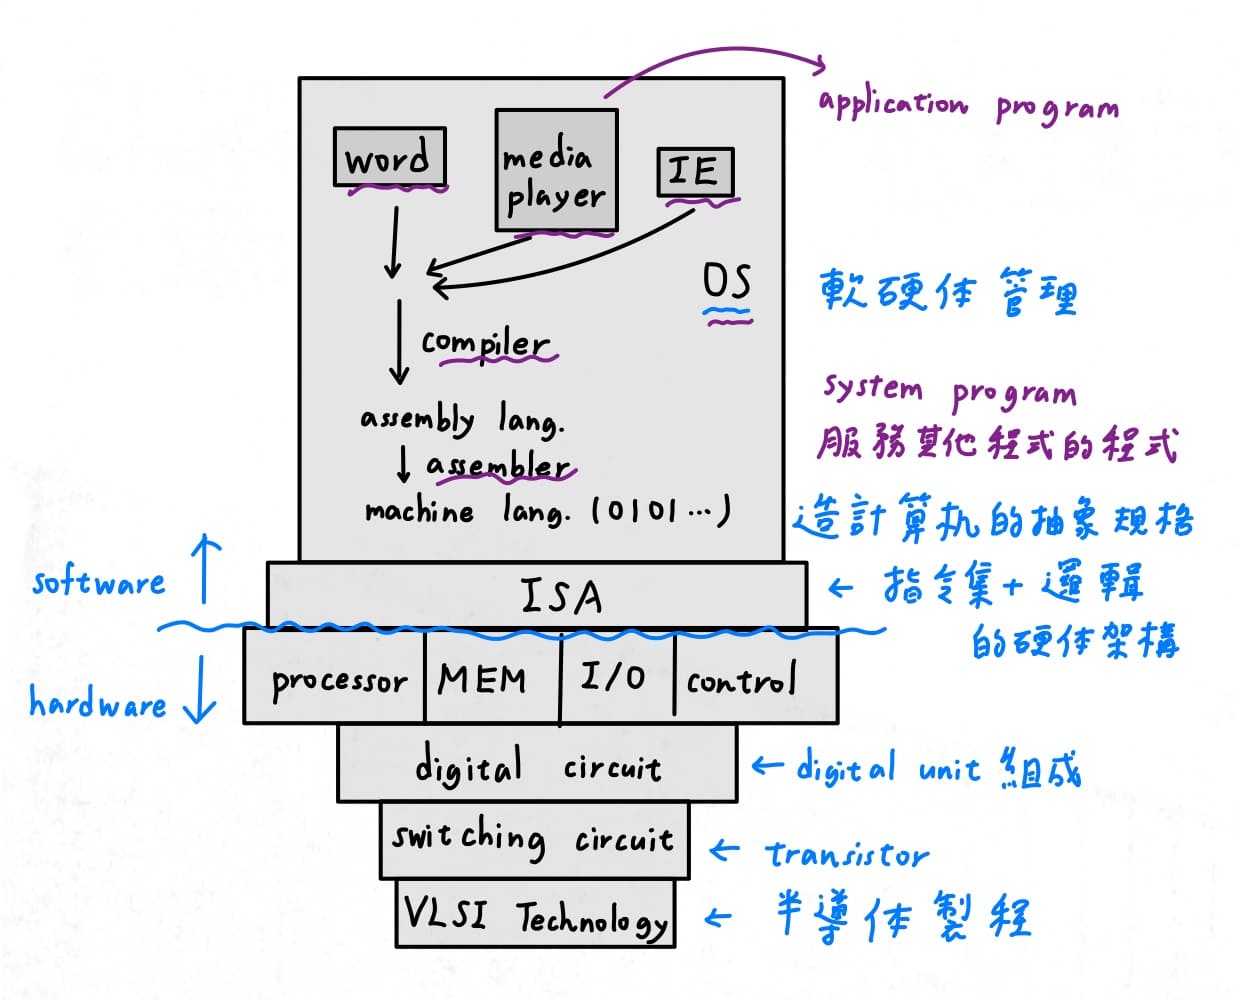 application program
word
media
player
IE
OS
軟硬体管理
compiler
system program
assembly lang.
服務其他程式的程式
assembler
machine lang. (0101…)
造計算机的抽象規格
software
ISA
← 指令集+邏輯
的硬体架構
hardware
processor MEM I/O control
digital circuit
← digital unit 組成
switching circuit
← transistor
VLSI Technology
← 半導体製程